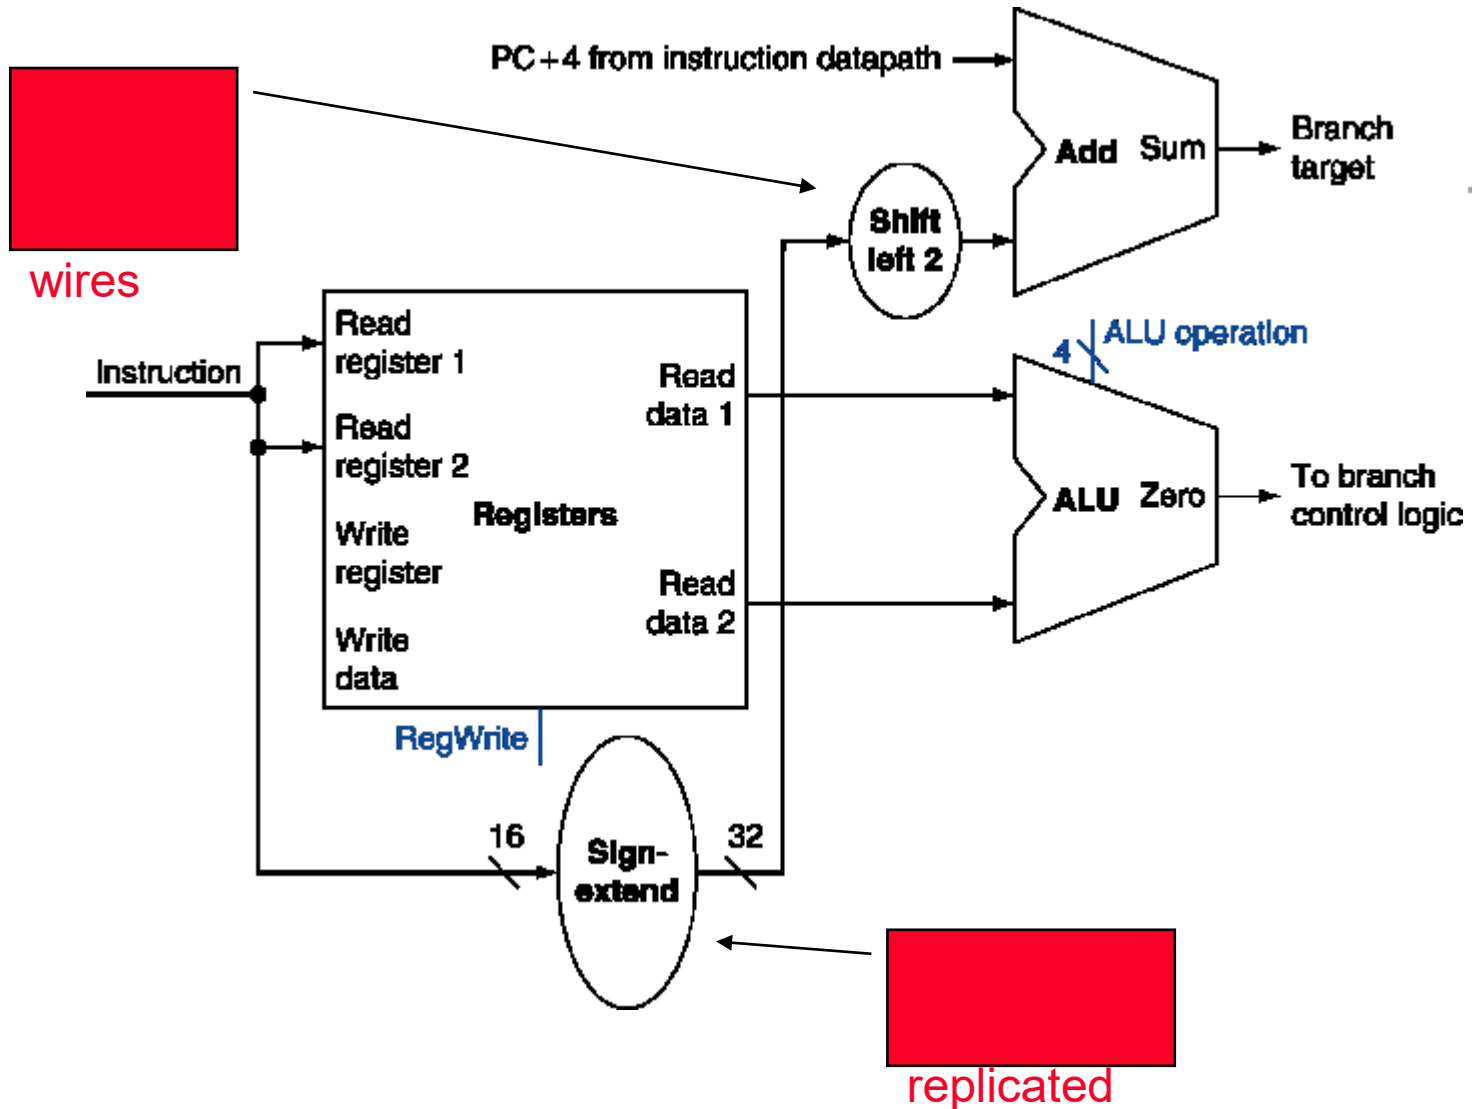 PC+4 from instruction datapath
Add Sum
Branch
target
Shift
left 2
wires
ALU operation
4
Instruction
Read
register 1
Read
register 2
Write
register
Write
data
Registers
Read
data 1
Read
data 2
ALU Zero
To branch
control logic
RegWrite
16
Sign-
extend
32
replicated